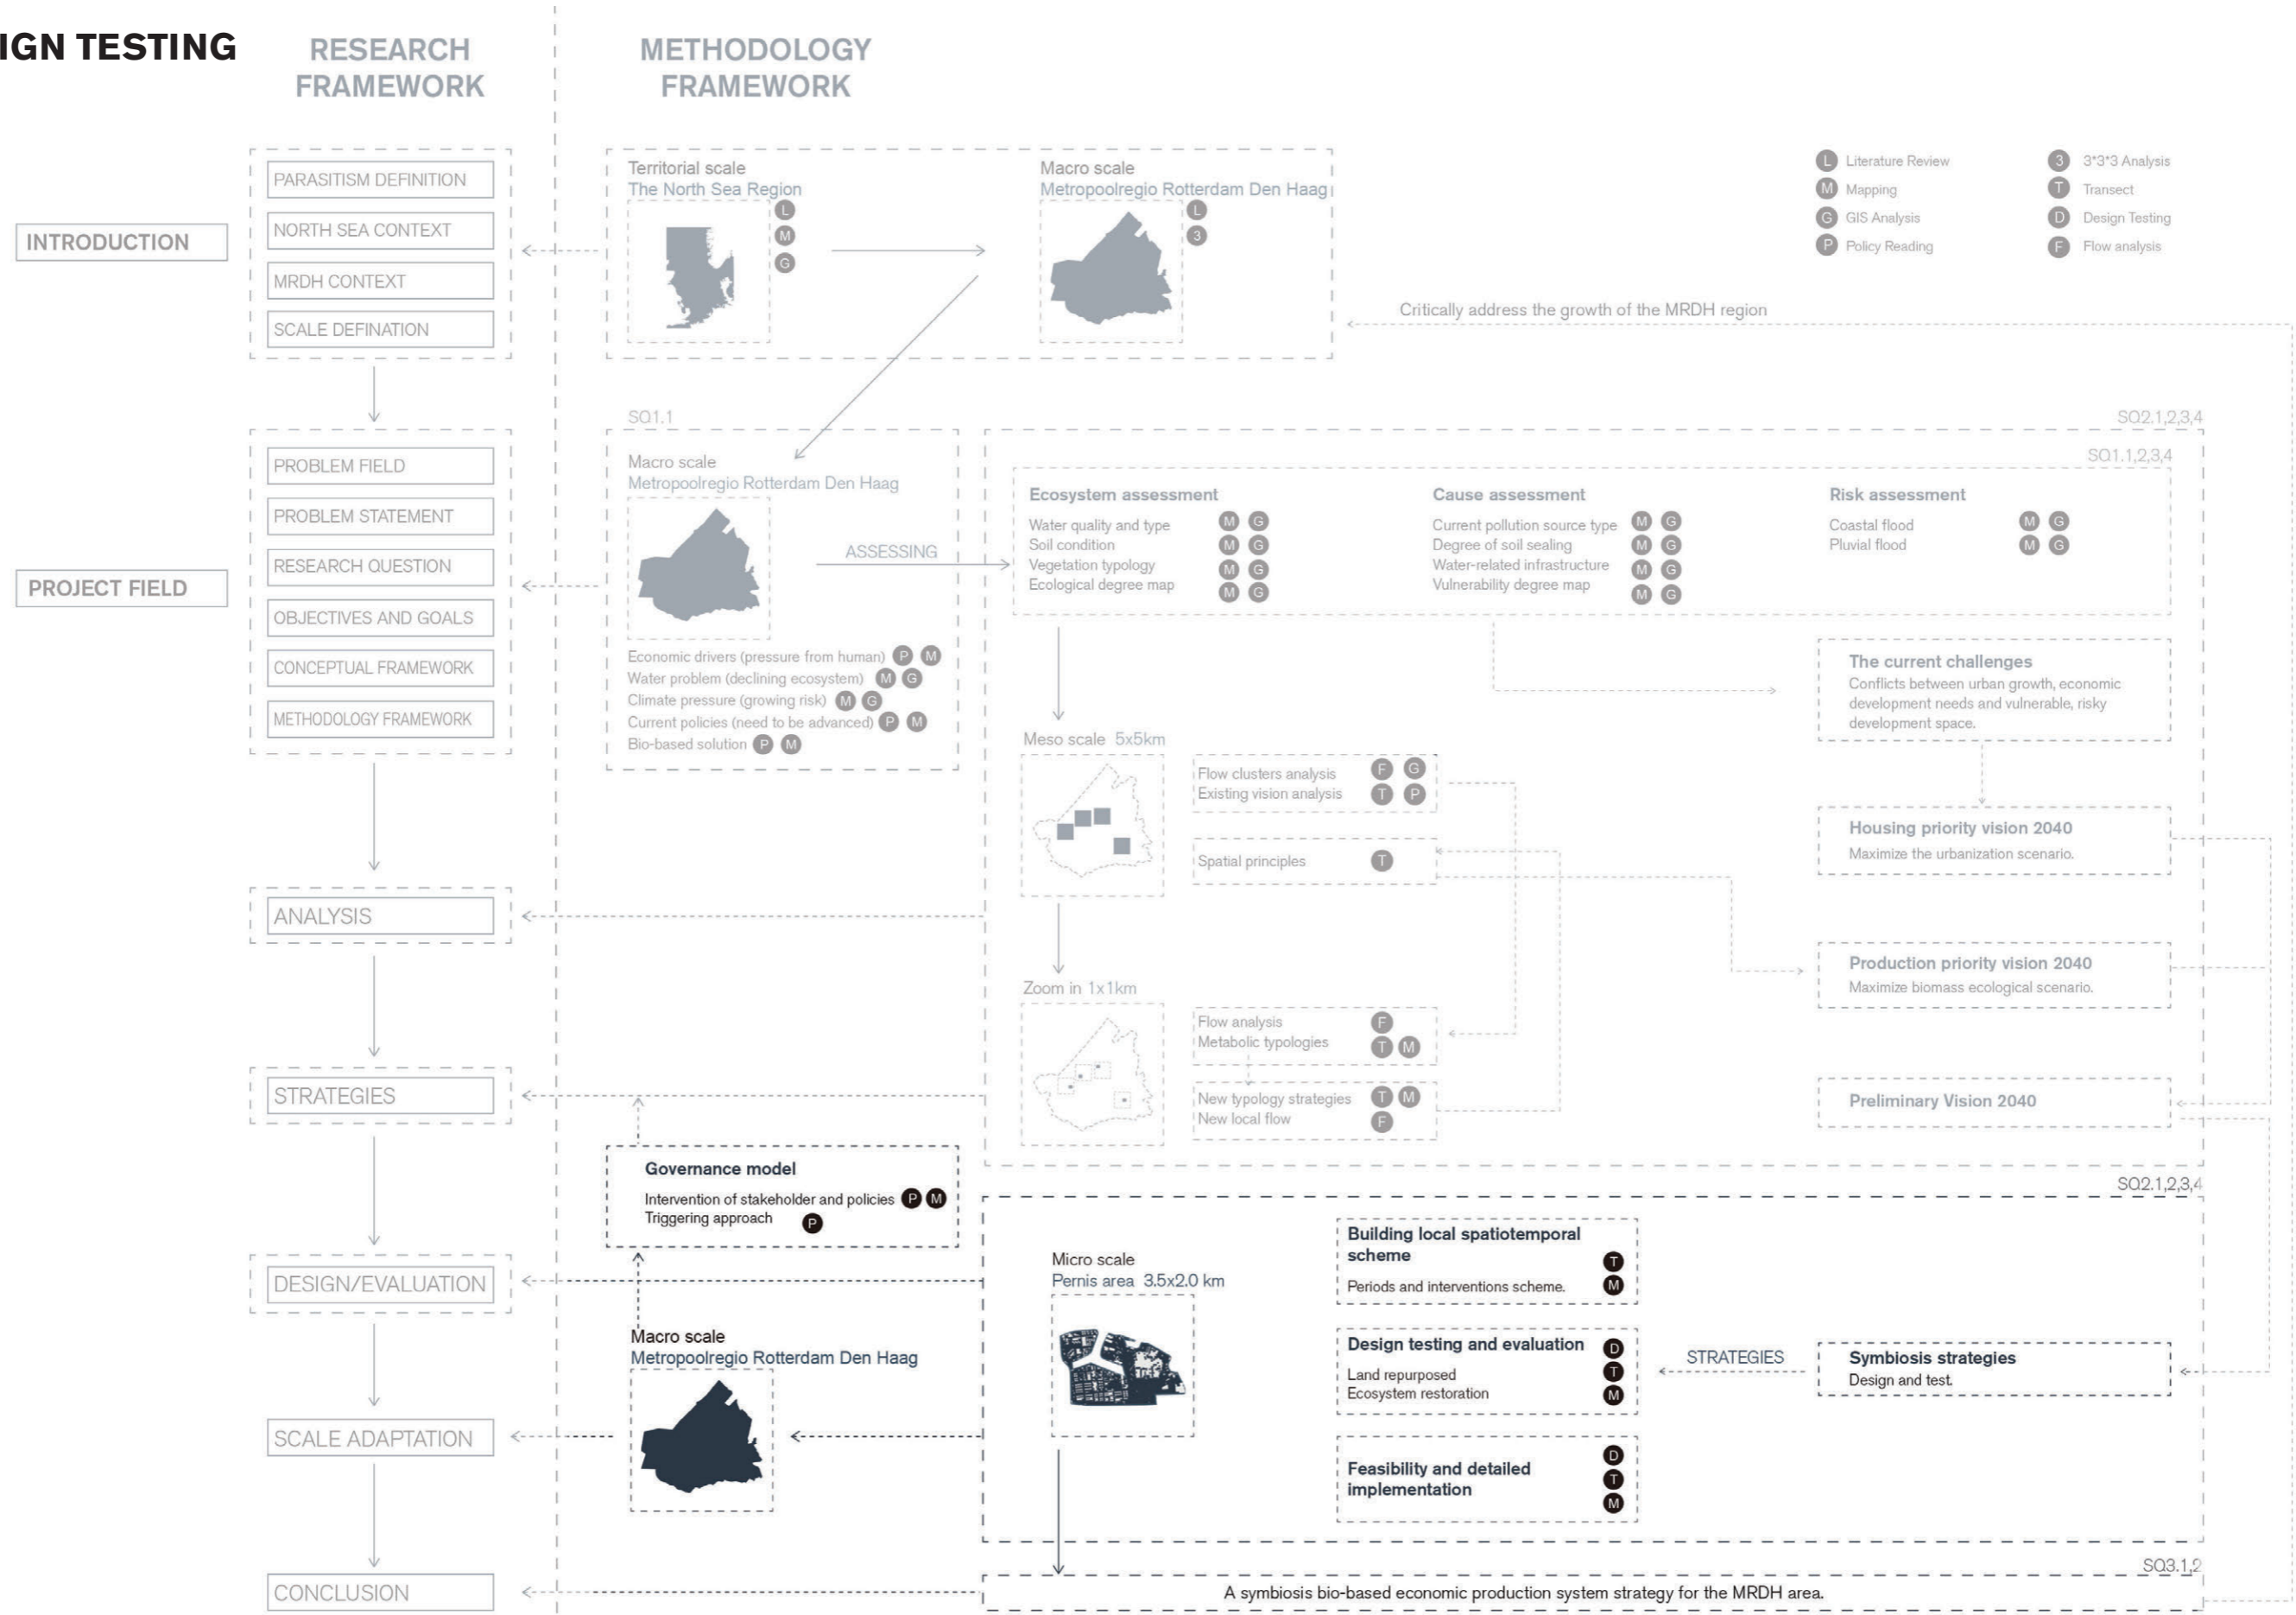 IGN TESTING
RESEARCH
FRAMEWORK
METHODOLOGY
FRAMEWORK
INTRODUCTION
PARASITISM DEFINITION
NORTH SEA CONTEXT
MRDH CONTEXT
SCALE DEFINATION
Territorial scale
The North Sea Region
L
M
G
Macro scale
Metropoolregio Rotterdam Den Haag
L
3
L Literature Review
M Mapping
G GIS Analysis
P Policy Reading
3 3*3*3 Analysis
T Transect
D Design Testing
F Flow analysis
Critically address the growth of the MRDH region
PROJECT FIELD
PROBLEM FIELD
PROBLEM STATEMENT
RESEARCH QUESTION
OBJECTIVES AND GOALS
CONCEPTUAL FRAMEWORK
METHODOLOGY FRAMEWORK
SQ1.1
Macro scale
Metropoolregio Rotterdam Den Haag
ASSESSING
Economic drivers (pressure from human) P M
Water problem (declining ecosystem) M G
Climate pressure (growing risk) M G
Current policies (need to be advanced) P M
Bio-based solution P M
SQ2.1,2,3,4
SQ1.1,2,3,4
Ecosystem assessment
Water quality and type M G
Soil condition M G
Vegetation typology M G
Ecological degree map M G
Cause assessment
Current pollution source type M G
Degree of soil sealing M G
Water-related infrastructure M G
Vulnerability degree map M G
Risk assessment
Coastal flood M G
Pluvial flood M G
The current challenges
Conflicts between urban growth, economic
development needs and vulnerable, risky
development space.
Meso scale 5x5km
Flow clusters analysis F G
Existing vision analysis T P
Spatial principles T
Housing priority vision 2040
Maximize the urbanization scenario.
ANALYSIS
Production priority vision 2040
Maximize biomass ecological scenario.
Zoom in 1x1km
Flow analysis F
Metabolic typologies T M
New typology strategies T M
New local flow F
Preliminary Vision 2040
STRATEGIES
Governance model
Intervention of stakeholder and policies P M
Triggering approach P
SQ2.1,2,3,4
DESIGN/EVALUATION
Micro scale
Pernis area 3.5x2.0 km
Building local spatiotemporal
scheme
T
Periods and interventions scheme. M
Design testing and evaluation D
Land repurposed T
Ecosystem restoration M
STRATEGIES
Symbiosis strategies
Design and test.
Feasibility and detailed
implementation
D
T
M
Macro scale
Metropoolregio Rotterdam Den Haag
SCALE ADAPTATION
SQ3.1,2
CONCLUSION
A symbiosis bio-based economic production system strategy for the MRDH area.